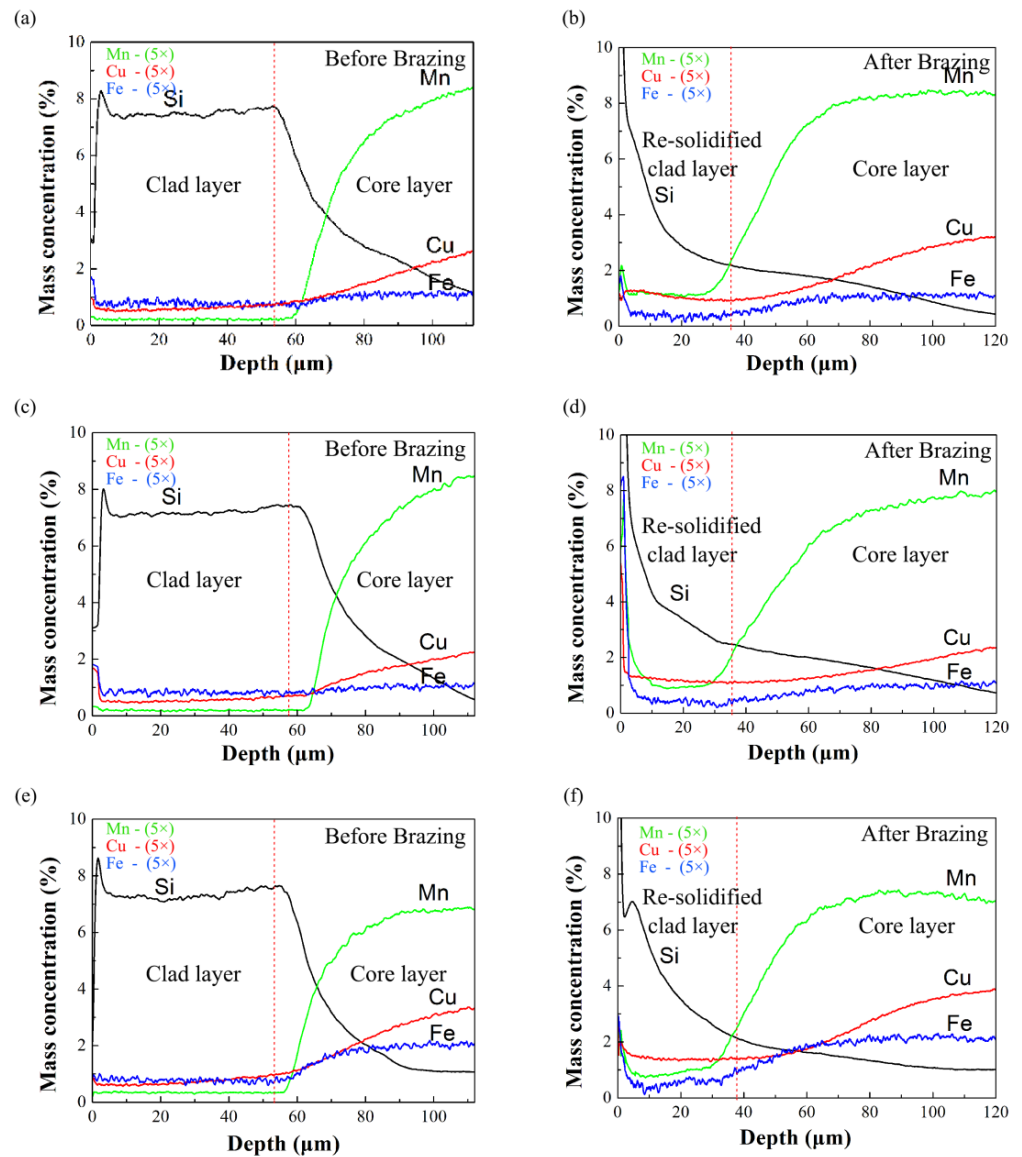 (a)
10
8
6
4
2
0
0
20
40
60
80
100
Mass concentration (%)
Depth (µm)
Mn - (5×)
Cu - (5×)
Fe - (5×)
Before Brazing
Si
Mn
Clad layer
Core layer
Cu
Fe
(b)
10
8
6
4
2
0
0
20
40
60
80
100
120
Mass concentration (%)
Depth (µm)
Mn - (5×)
Cu - (5×)
Fe - (5×)
After Brazing
Mn
Re-solidified
clad layer
Si
Core layer
Cu
Fe
(c)
10
8
6
4
2
0
0
20
40
60
80
100
Mass concentration (%)
Depth (µm)
Mn - (5×)
Cu - (5×)
Fe - (5×)
Before Brazing
Mn
Si
Clad layer
Core layer
Cu
Fe
(d)
10
8
6
4
2
0
0
20
40
60
80
100
120
Mass concentration (%)
Depth (µm)
Mn - (5×)
Cu - (5×)
Fe - (5×)
After Brazing
Mn
Re-solidified
clad layer
Core layer
Si
Cu
Fe
(e)
10
8
6
4
2
0
0
20
40
60
80
100
Mass concentration (%)
Depth (µm)
Mn - (5×)
Cu - (5×)
Fe - (5×)
Before Brazing
Si
Mn
Clad layer
Core layer
Cu
Fe
(f)
10
8
6
4
2
0
0
20
40
60
80
100
120
Mass concentration (%)
Depth (µm)
Mn - (5×)
Cu - (5×)
Fe - (5×)
After Brazing
Mn
Re-solidified
clad layer
Core layer
Si
Cu
Fe